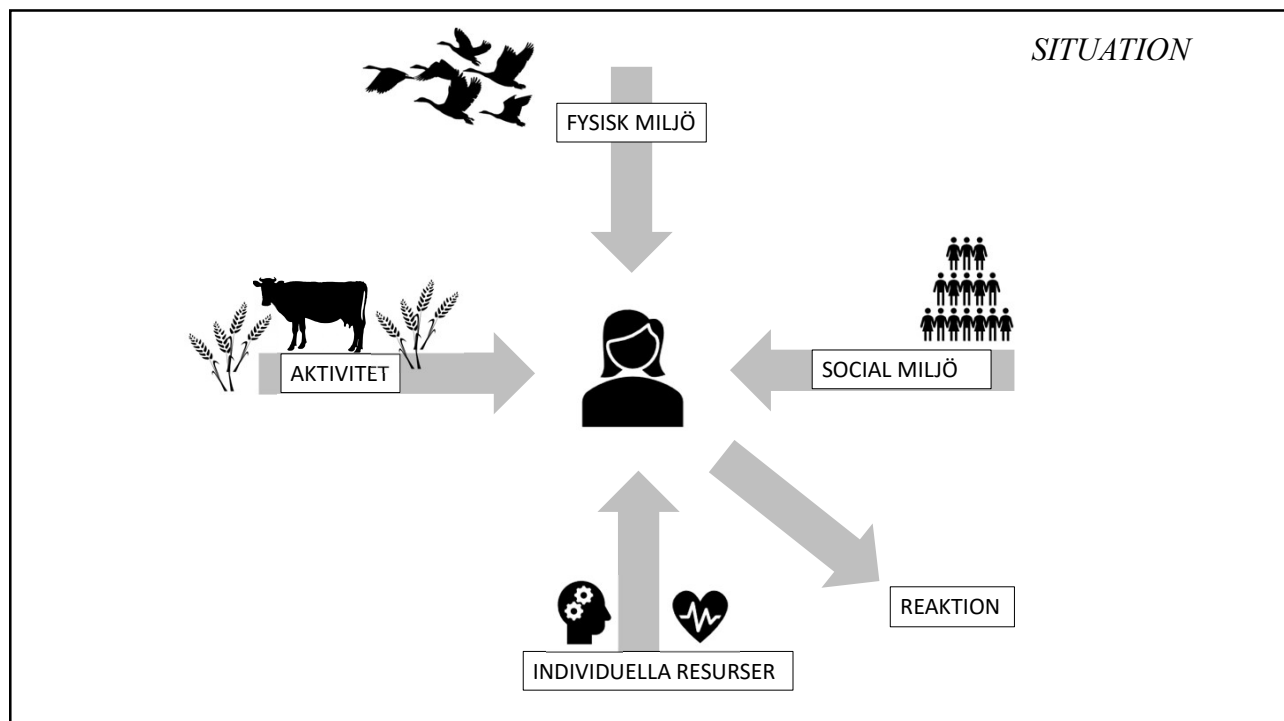 SITUATION
FYSISK MILJÖ
AKTIVITET
SOCIAL MILJÖ
REAKTION
INDIVIDUELLA RESURSER